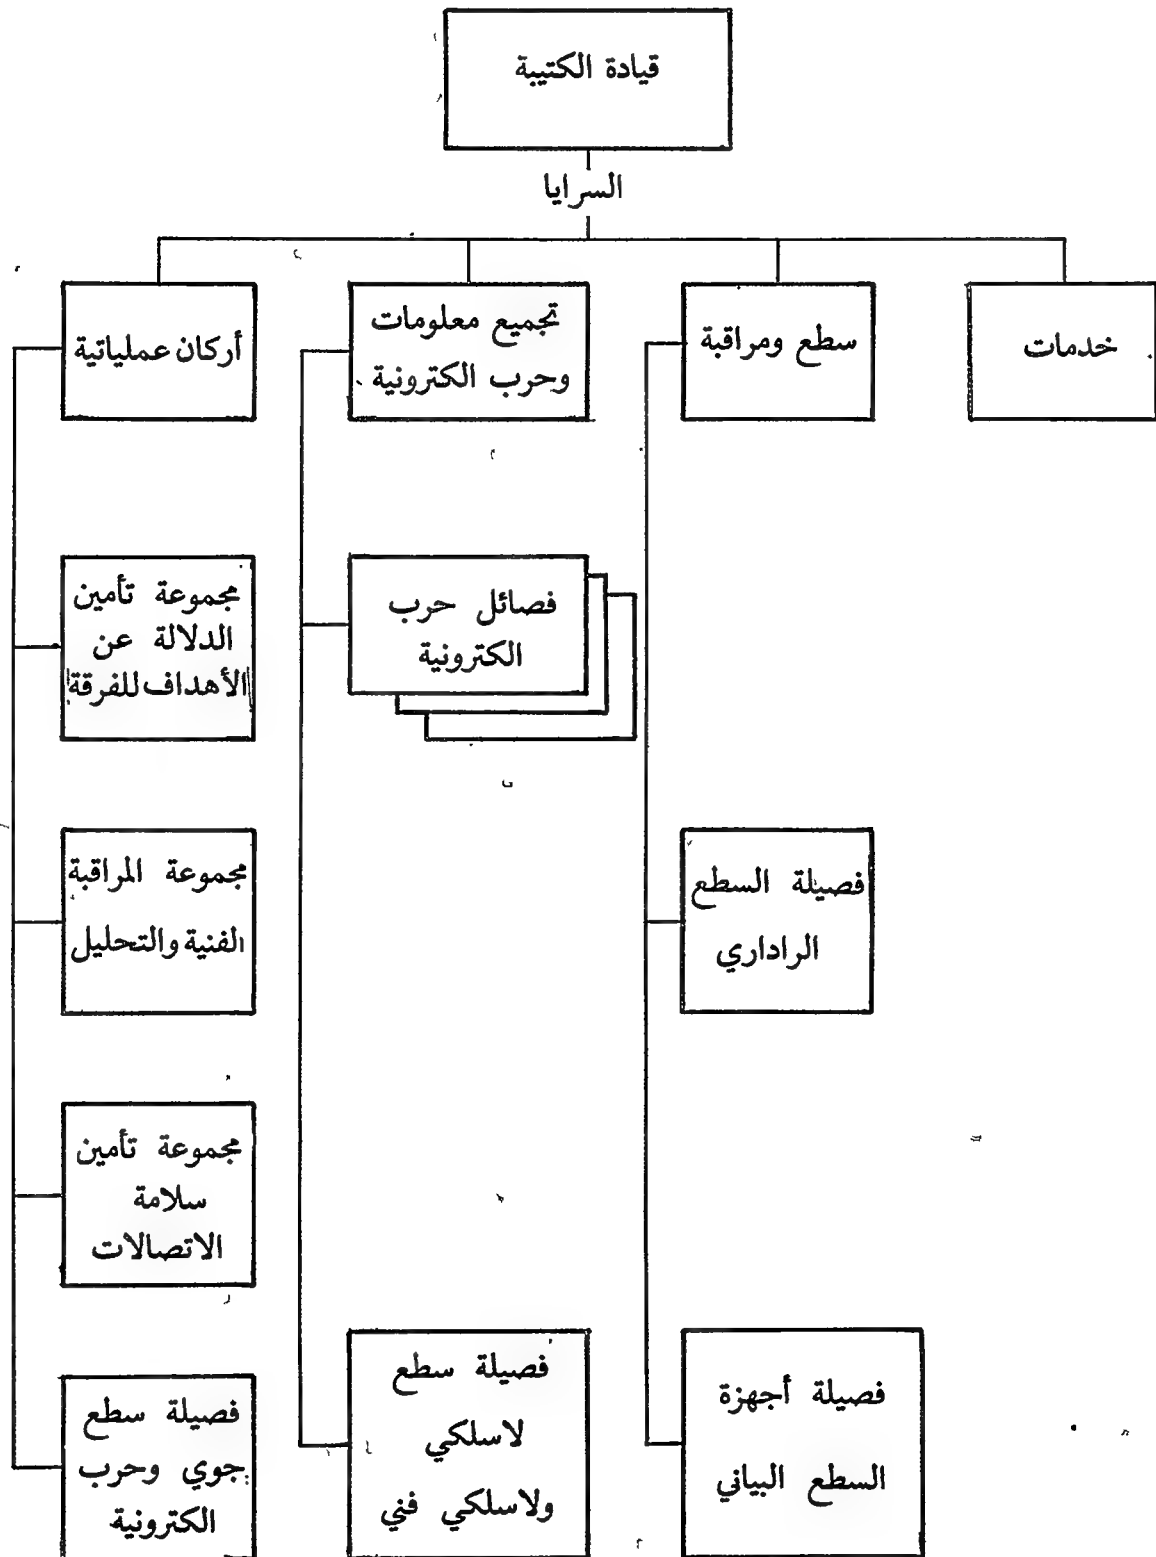 قيادة الكتيبة
السرايا
خدمات
سطع ومراقبة
تجميع معلومات
وحرب الكترونية
أركان عملياتية
فصائل حرب
الكترونية
مجموعة تأمين
الدلالة عن
الأهداف للفرقة
فصيلة السطع
الراداري
مجموعة المراقبة
الفنية والتحليل
مجموعة تأمين
سلامة
الاتصالات
فصيلة أجهزة
السطع البياني
فصيلة سطع
لاسلكي
ولاسلكي فني
فصيلة سطع
جوي وحرب
الكترونية